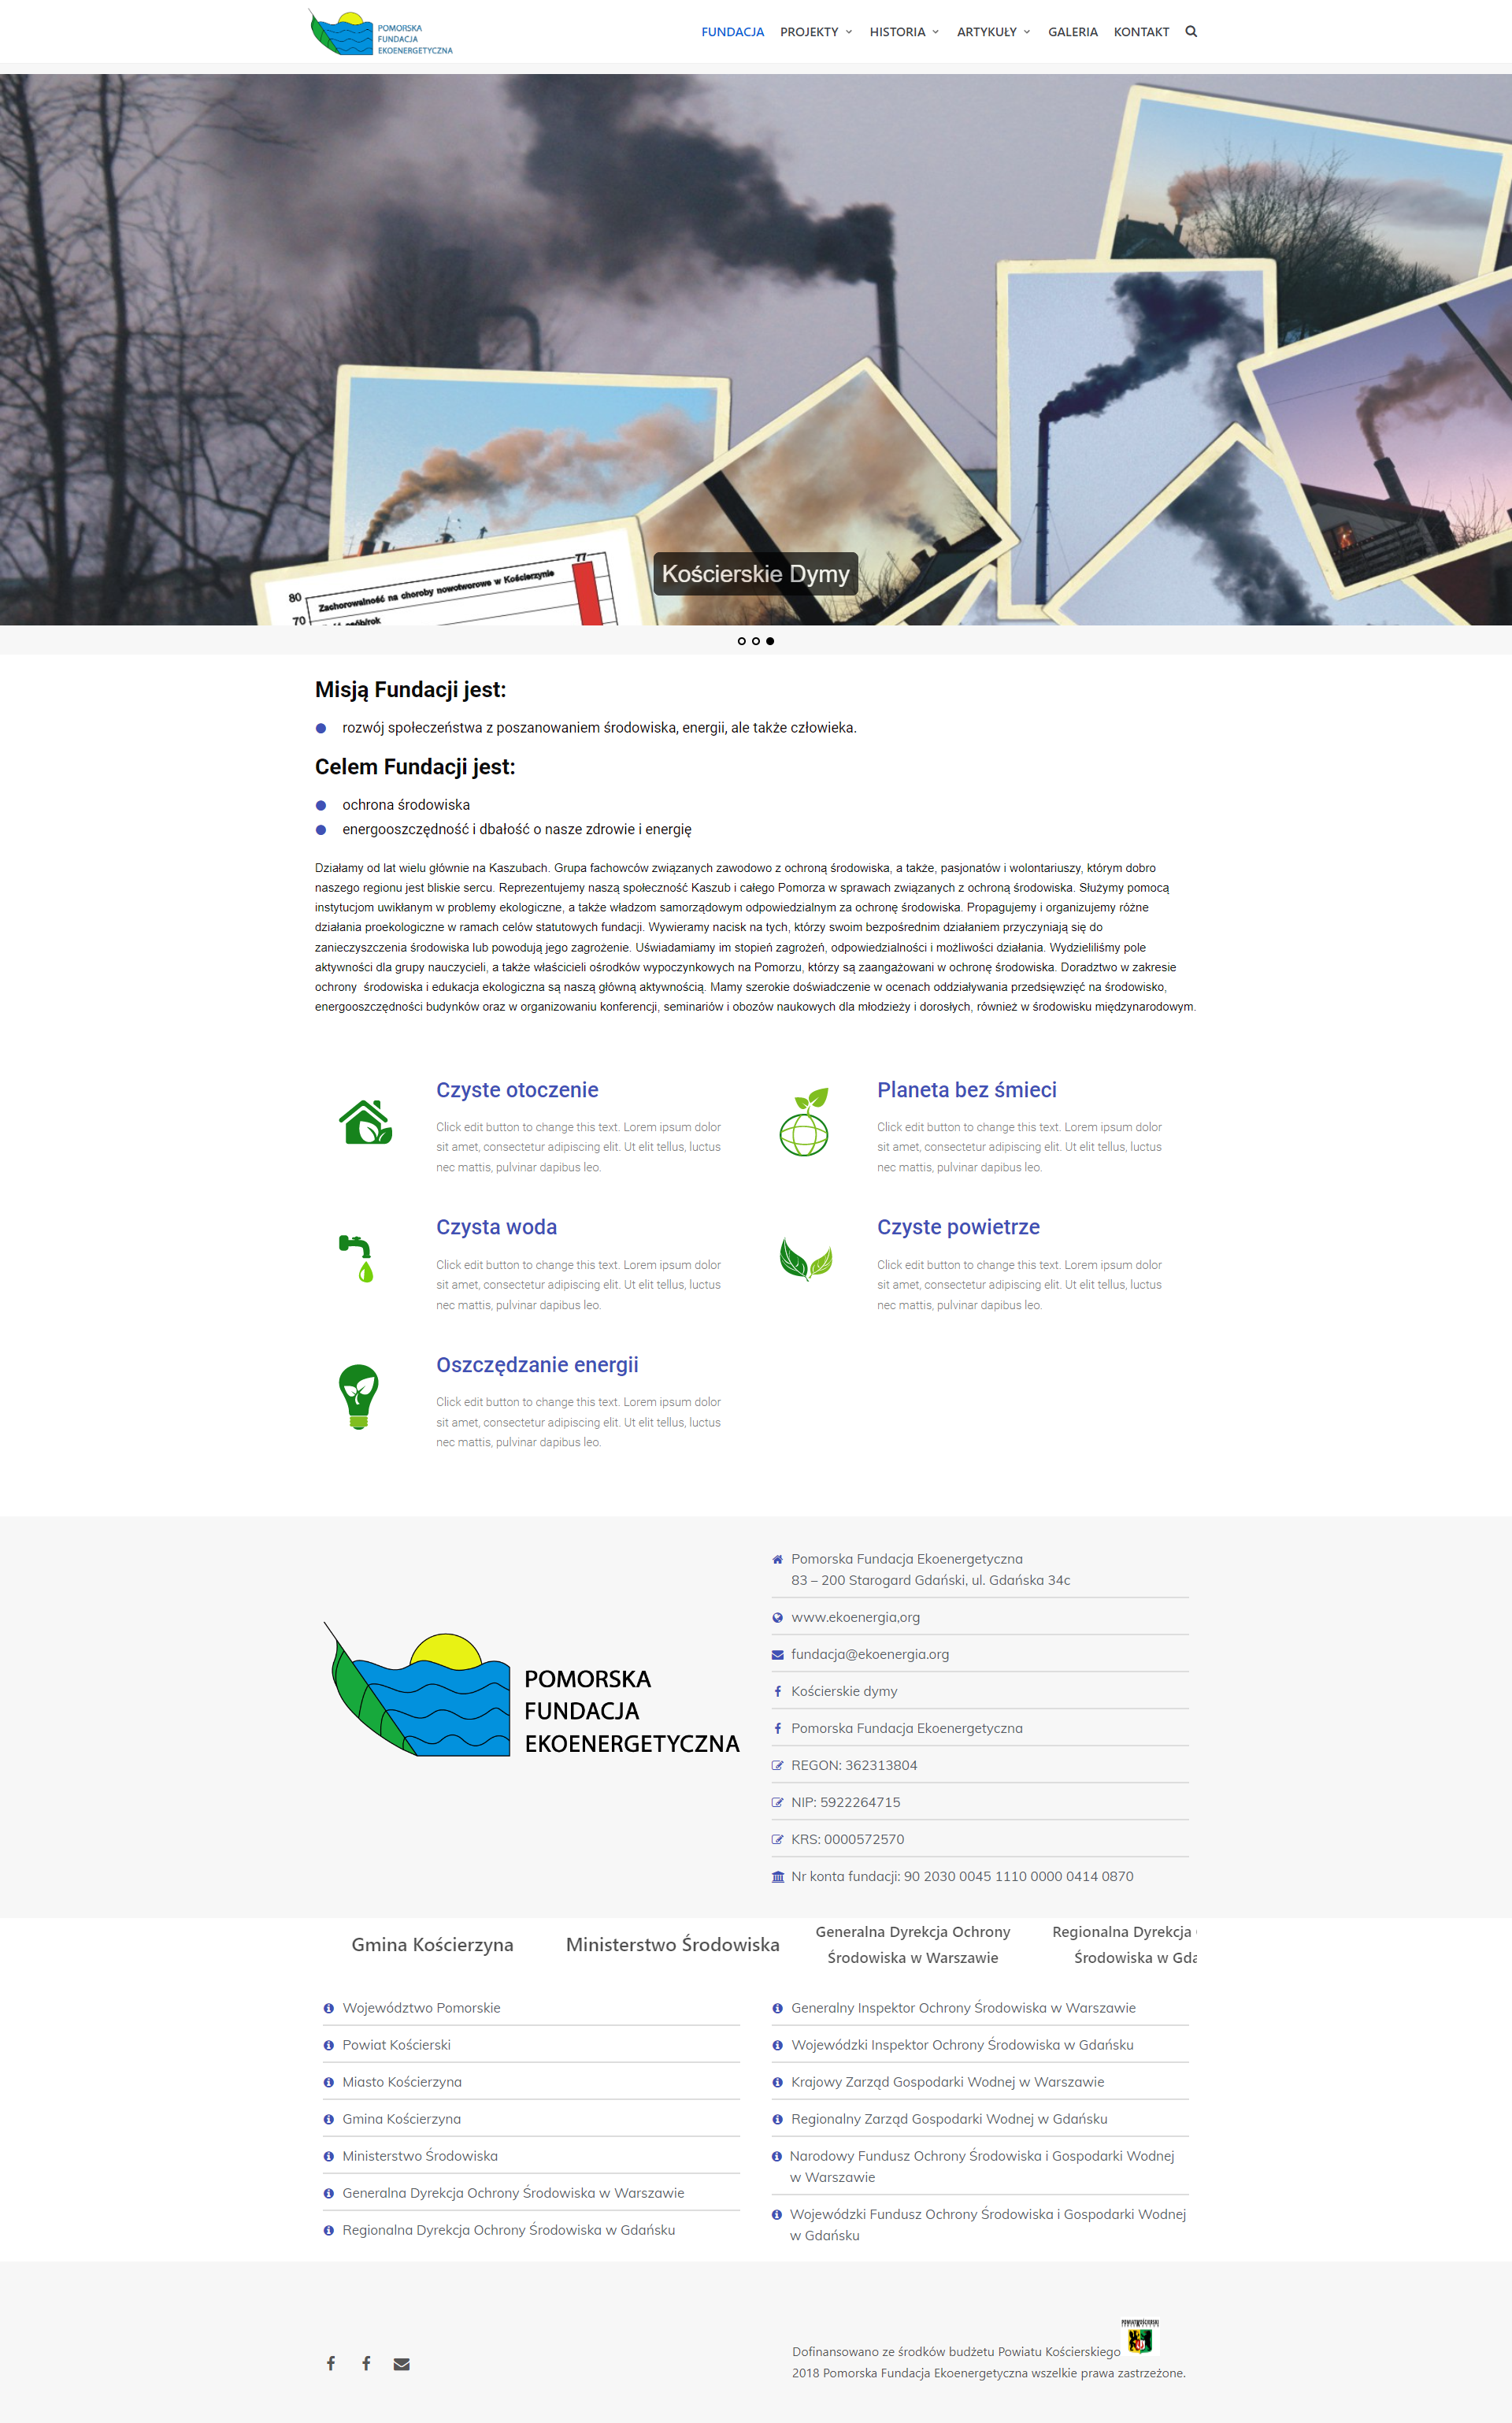 POMORSKA
FUNDACJA
EKOENERGETYCZNA
FUNDACJA PROJEKTY HISTORIA ARTYKUŁY GALERIA KONTAKT
77
80 Zachorowalność na choroby nowotworowe w Kościerzynie
70
Kościerskie Dymy
Misją Fundacji jest:
rozwój społeczeństwa z poszanowaniem środowiska, energii, ale także człowieka.
Celem Fundacji jest:
ochrona środowiska
energooszczędność i dbałość o nasze zdrowie i energię
Działamy od lat wielu głównie na Kaszubach. Grupa fachowców związanych zawodowo z ochroną środowiska, a także, pasjonatów i wolontariuszy, którym dobro
naszego regionu jest bliskie sercu. Reprezentujemy naszą społeczność Kaszub i całego Pomorza w sprawach związanych z ochroną środowiska. Służymy pomocą
instytucjom uwikłanym w problemy ekologiczne, a także władzom samorządowym odpowiedzialnym za ochronę środowiska. Propagujemy i organizujemy różne
działania proekologiczne w ramach celów statutowych fundacji. Wywieramy nacisk na tych, którzy swoim bezpośrednim działaniem przyczyniają się do
zanieczyszczenia środowiska lub powodują jego zagrożenie. Uświadamiamy im stopień zagrożeń, odpowiedzialności i możliwości działania. Wydzieliliśmy pole
aktywności dla grupy nauczycieli, a także właścicieli ośrodków wypoczynkowych na Pomorzu, którzy są zaangażowani w ochronę środowiska. Doradztwo w zakresie
ochrony środowiska i edukacja ekologiczna są naszą główną aktywnością. Mamy szerokie doświadczenie w ocenach oddziaływania przedsięwzięć na środowisko,
energooszczędności budynków oraz w organizowaniu konferencji, seminariów i obozów naukowych dla młodzieży i dorosłych, również w środowisku międzynarodowym.
Czyste otoczenie
Click edit button to change this text. Lorem ipsum dolor
sit amet, consectetur adipiscing elit. Ut elit tellus, luctus
nec mattis, pulvinar dapibus leo.
Planeta bez śmieci
Click edit button to change this text. Lorem ipsum dolor
sit amet, consectetur adipiscing elit. Ut elit tellus, luctus
nec mattis, pulvinar dapibus leo.
Czysta woda
Click edit button to change this text. Lorem ipsum dolor
sit amet, consectetur adipiscing elit. Ut elit tellus, luctus
nec mattis, pulvinar dapibus leo.
Czyste powietrze
Click edit button to change this text. Lorem ipsum dolor
sit amet, consectetur adipiscing elit. Ut elit tellus, luctus
nec mattis, pulvinar dapibus leo.
Oszczędzanie energii
Click edit button to change this text. Lorem ipsum dolor
sit amet, consectetur adipiscing elit. Ut elit tellus, luctus
nec mattis, pulvinar dapibus leo.
POMORSKA
FUNDACJA
EKOENERGETYCZNA
Pomorska Fundacja Ekoenergetyczna
83 – 200 Starogard Gdański, ul. Gdańska 34c
www.ekoenergia,org
fundacja@ekoenergia.org
Kościerskie dymy
Pomorska Fundacja Ekoenergetyczna
REGON: 362313804
NIP: 5922264715
KRS: 0000572570
Nr konta fundacji: 90 2030 0045 1110 0000 0414 0870
Gmina Kościerzyna
Ministerstwo Środowiska
Generalna Dyrekcja Ochrony
Środowiska w Warszawie
Regionalna Dyrekcja
Środowiska w Gda
Województwo Pomorskie
Powiat Kościerski
Miasto Kościerzyna
Gmina Kościerzyna
Ministerstwo Środowiska
Generalna Dyrekcja Ochrony Środowiska w Warszawie
Regionalna Dyrekcja Ochrony Środowiska w Gdańsku
Generalny Inspektor Ochrony Środowiska w Warszawie
Wojewódzki Inspektor Ochrony Środowiska w Gdańsku
Krajowy Zarząd Gospodarki Wodnej w Warszawie
Regionalny Zarząd Gospodarki Wodnej w Gdańsku
Narodowy Fundusz Ochrony Środowiska i Gospodarki Wodnej
w Warszawie
Wojewódzki Fundusz Ochrony Środowiska i Gospodarki Wodnej
w Gdańsku
POWIAT KOŚCIERSKI
Dofinansowano ze środków budżetu Powiatu Kościerskiego
2018 Pomorska Fundacja Ekoenergetyczna wszelkie prawa zastrzeżone.